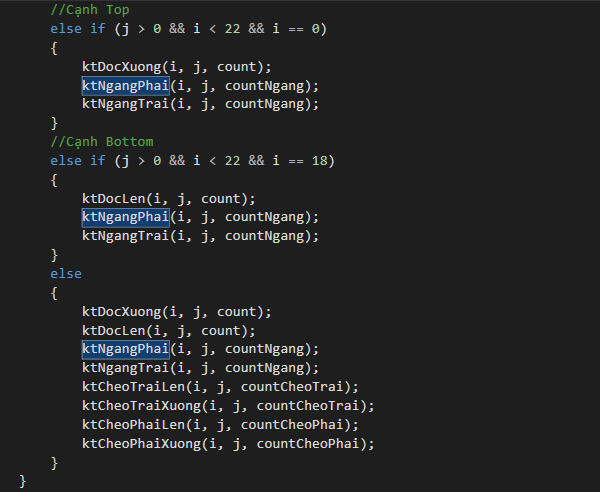 //Cạnh Top
else if (j > 0 && i < 22 && i == 0)
{
ktDocXuong(i, j, count);
ktNgangPhai(i, j, countNgang);
ktNgangTrai(i, j, countNgang);
}
//Cạnh Bottom
else if (j > 0 && i < 22 && i == 18)
{
ktDocLen(i, j, count);
ktNgangPhai(i, j, countNgang);
ktNgangTrai(i, j, countNgang);
}
else
{
ktDocXuong(i, j, count);
ktDocLen(i, j, count);
ktNgangPhai(i, j, countNgang);
ktNgangTrai(i, j, countNgang);
ktCheoTraiLen(i, j, countCheoTrai);
ktCheoTraiXuong(i, j, countCheoTrai);
ktCheoPhaiLen(i, j, countCheoPhai);
ktCheoPhaiXuong(i, j, countCheoPhai);
}
}